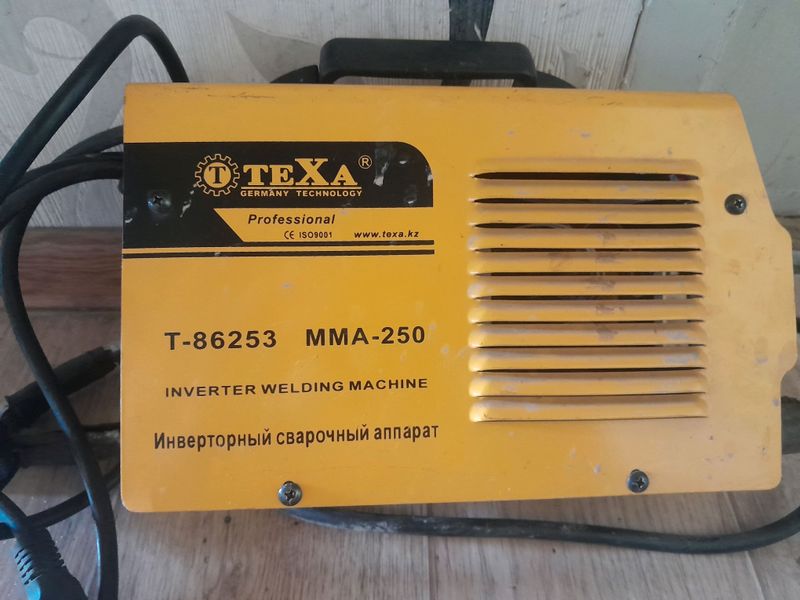 T TEXA ®
GERMANY TECHNOLOGY
Professional
CE ISO9001 www.texa.kz
T-86253 MMA-250
INVERTER WELDING MACHINE
Инверторный сварочный аппарат